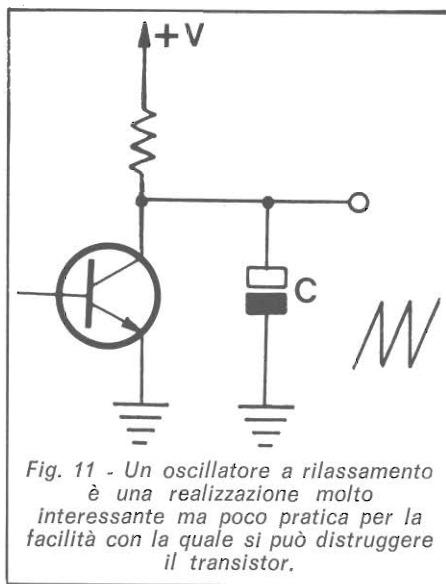 +V
C
Fig. 11 - Un oscillatore a rilassamento
è una realizzazione molto
interessante ma poco pratica per la
facilità con la quale si può distruggere
il transistor.